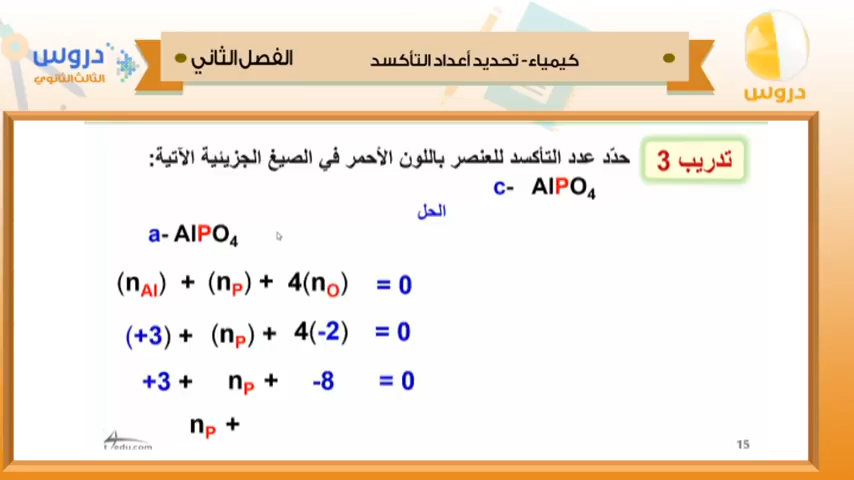 دروس
الثالث الثانوي
كيمياء- تحديد أعداد التأكسد
الفصل الثاني
دروس
تدريب 3
حدّد عدد التأكسد للعنصر باللون الأحمر في الصيغ الجزيئية الآتية:
c- AlPO4
الحل
a- AlPO4
(nAl) + (nP) + 4(nO) = 0
(+3) + (nP) + 4(-2) = 0
+3 + nP + -8 = 0
nP +
15